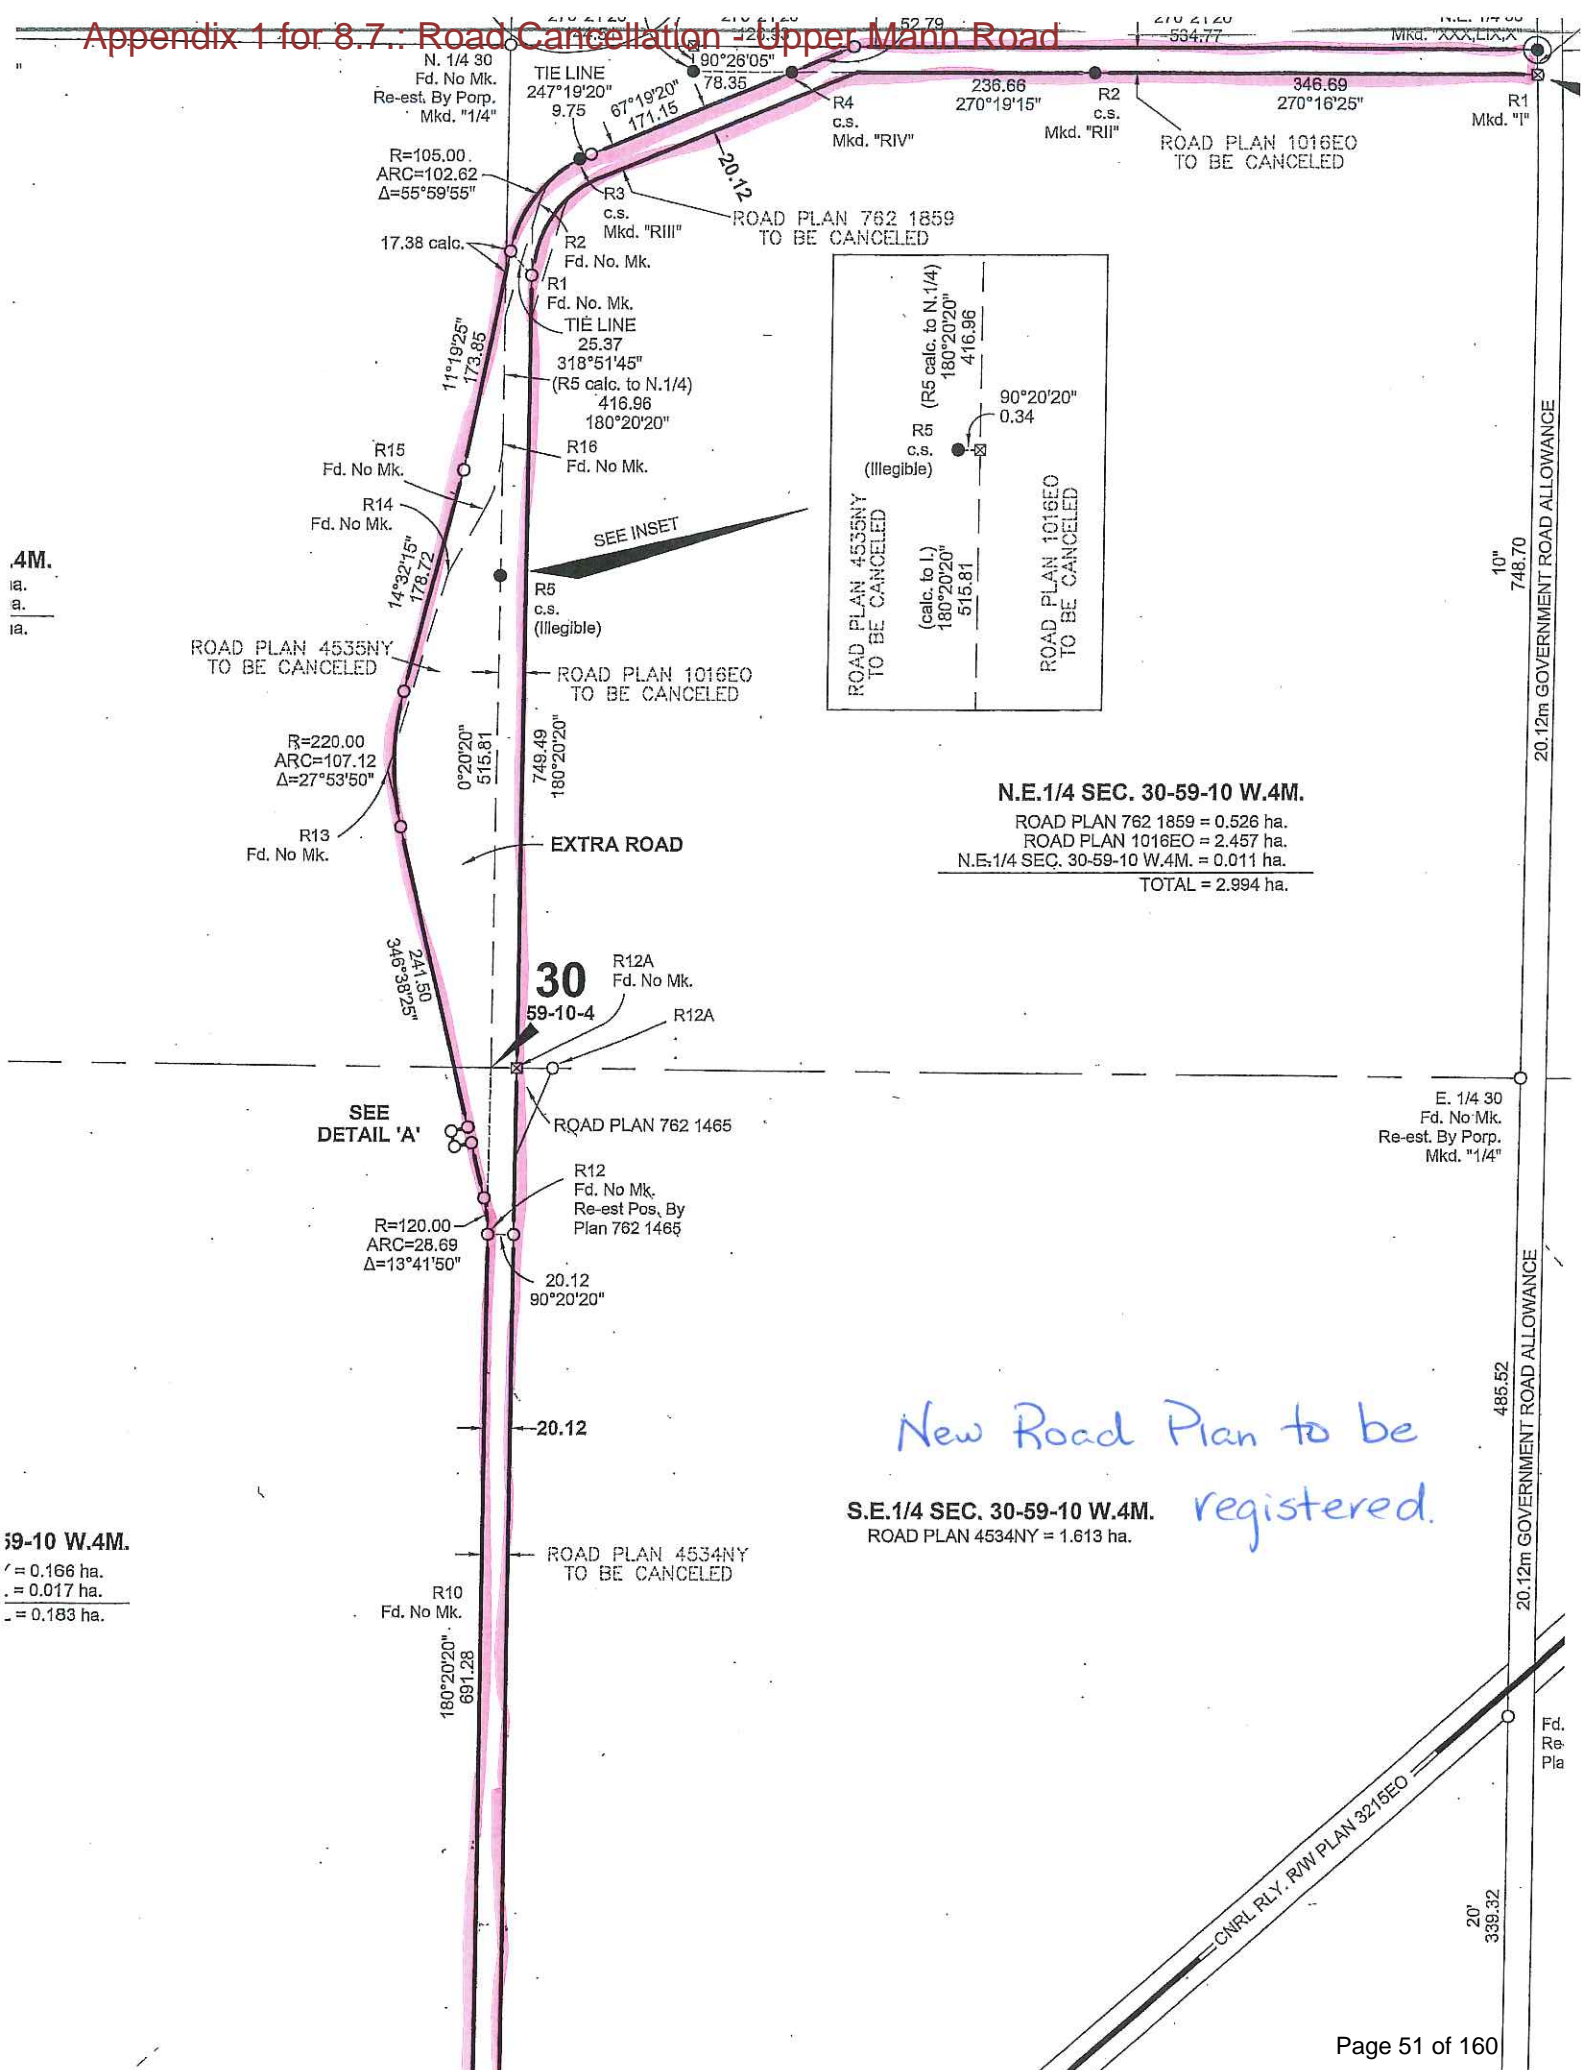 Appendix 1 for 8.7.: Road Cancellation - Upper Mann Road
52.79
534.77
Mkd. "XXX,LIX,X"
N. 1/4 30
Fd. No Mk.
Re-est. By Porp.
Mkd. "1/4"
TIE LINE
247°19'20"
9.75
67°19'20"
171.15
90°26'05"
78.35
R4
c.s.
Mkd. "RIV"
236.66
270°19'15"
R2
c.s.
Mkd. "RII"
346.69
270°16'25"
R1
Mkd. "I"
ROAD PLAN 1016EO
TO BE CANCELED
R=105.00
ARC=102.62
Δ=55°59'55"
R3
c.s.
Mkd. "RIII"
20.12
ROAD PLAN 762 1859
TO BE CANCELED
17.38 calc.
R2
Fd. No. Mk.
R1
Fd. No. Mk.
TIE LINE
25.37
318°51'45"
(R5 calc. to N.1/4)
416.96
180°20'20"
11°19'25"
173.85
R16
Fd. No Mk.
R15
Fd. No Mk.
R14
Fd. No Mk.
14°32'15"
178.72
SEE INSET
R5
c.s.
(Illegible)
(R5 calc. to N.1/4)
180°20'20"
416.96
90°20'20"
0.34
R5
c.s.
(Illegible)
ROAD PLAN 4535NY
TO BE CANCELED
(calc. to I.)
180°20'20"
515.81
ROAD PLAN 1016EO
TO BE CANCELED
20.12m GOVERNMENT ROAD ALLOWANCE
10"
748.70
.4M.
ha.
a.
ha.
ROAD PLAN 4535NY
TO BE CANCELED
ROAD PLAN 1016EO
TO BE CANCELED
R=220.00
ARC=107.12
Δ=27°53'50"
0°20'20"
515.81
749.49
180°20'20"
R13
Fd. No Mk.
EXTRA ROAD
N.E.1/4 SEC. 30-59-10 W.4M.
ROAD PLAN 762 1859 = 0.526 ha.
ROAD PLAN 1016EO = 2.457 ha.
N.E.1/4 SEC. 30-59-10 W.4M. = 0.011 ha.
TOTAL = 2.994 ha.
241.50
346°38'25"
30
59-10-4
R12A
Fd. No Mk.
R12A
SEE
DETAIL 'A'
ROAD PLAN 762 1465
E. 1/4 30
Fd. No Mk.
Re-est. By Porp.
Mkd. "1/4"
R12
Fd. No Mk.
Re-est Pos. By
Plan 762 1465
R=120.00
ARC=28.69
Δ=13°41'50"
20.12
90°20'20"
20.12
485.52
20.12m GOVERNMENT ROAD ALLOWANCE
New Road Plan to be
registered.
S.E.1/4 SEC. 30-59-10 W.4M.
ROAD PLAN 4534NY = 1.613 ha.
59-10 W.4M.
= 0.166 ha.
= 0.017 ha.
= 0.183 ha.
ROAD PLAN 4534NY
TO BE CANCELED
R10
Fd. No Mk.
180°20'20"
691.28
Fd.
Re-
Pla
CNRL RLY. R/W PLAN 3215EO
20'
339.32
Page 51 of 160